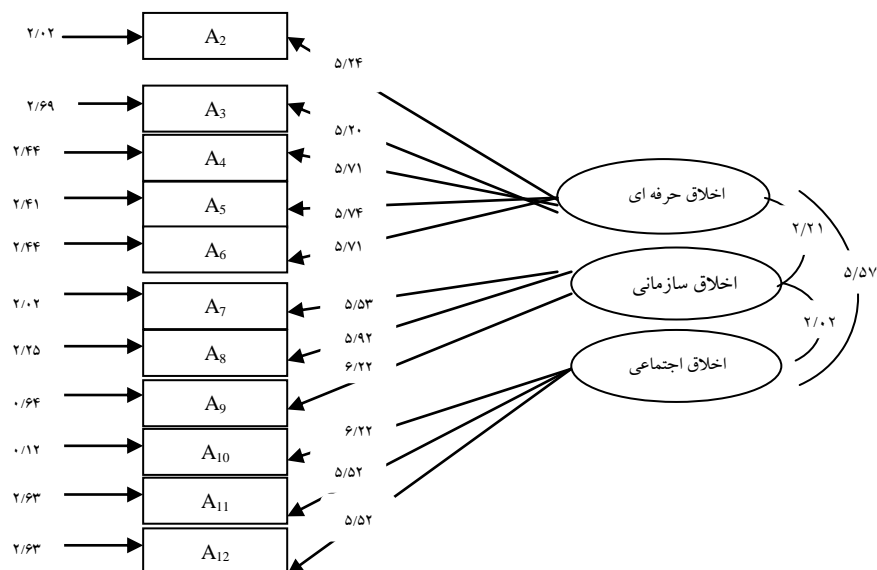 ۲/۰۲ A2 ۵/۲۴
۲/۶۹ A3 ۵/۲۰
۲/۴۴ A4 ۵/۷۱
۲/۴۱ A5 ۵/۷۴
۲/۴۴ A6 ۵/۷۱
۲/۰۲ A7 ۵/۵۳
۲/۲۵ A8 ۵/۹۲
۰/۶۴ A9 ۶/۲۲
۰/۱۲ A10 ۶/۲۲
۲/۶۳ A11 ۵/۵۲
۲/۶۳ A12 ۵/۵۲
اخلاق حرفه ای
اخلاق سازمانی
اخلاق اجتماعی
۲/۲۱
۵/۵۷
۲/۰۲